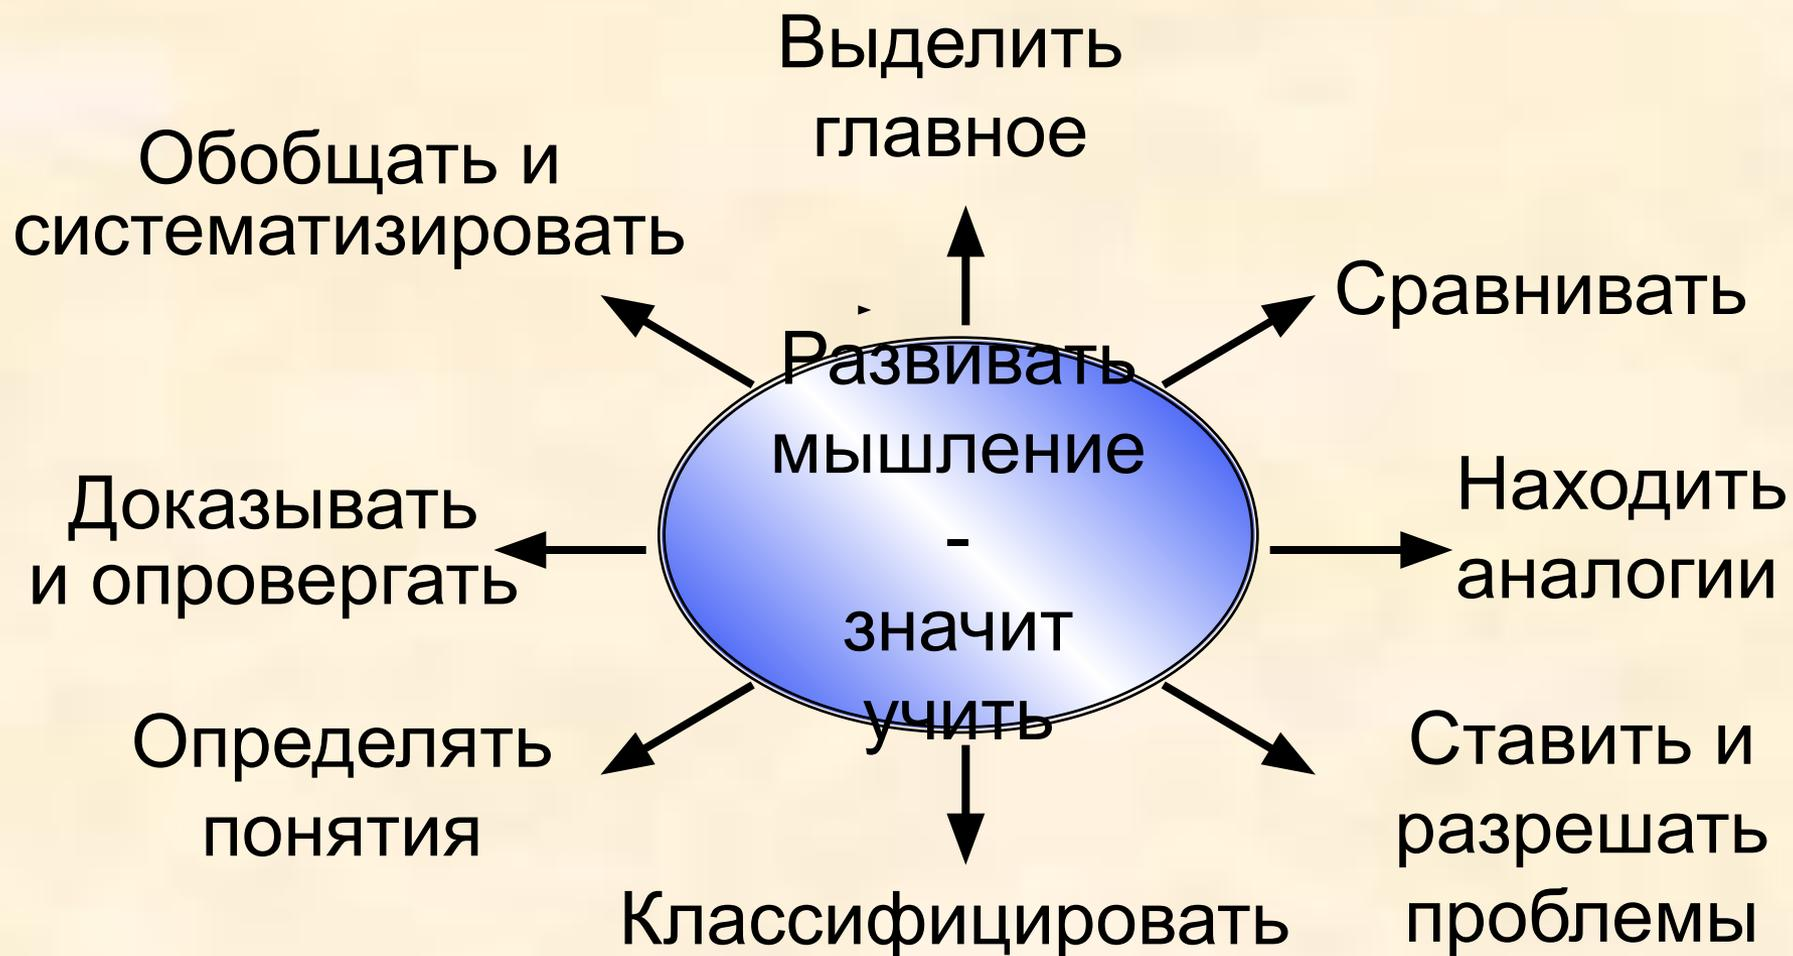 Выделить
главное
Обобщать и
систематизировать
Сравнивать
Развивать
мышление
-
значит
учить
Доказывать
и опровергать
Находить
аналогии
Определять
понятия
Ставить и
разрешать
проблемы
Классифицировать